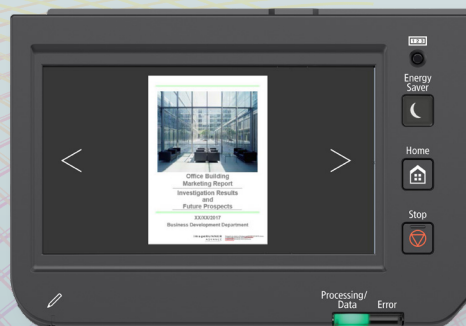 123
Energy
Saver
Home
Stop
Office Building
Marketing Report
Investigation Results
and
Future Prospects
XX/XX/2017
Business Development Department
Processing/
Data
Error